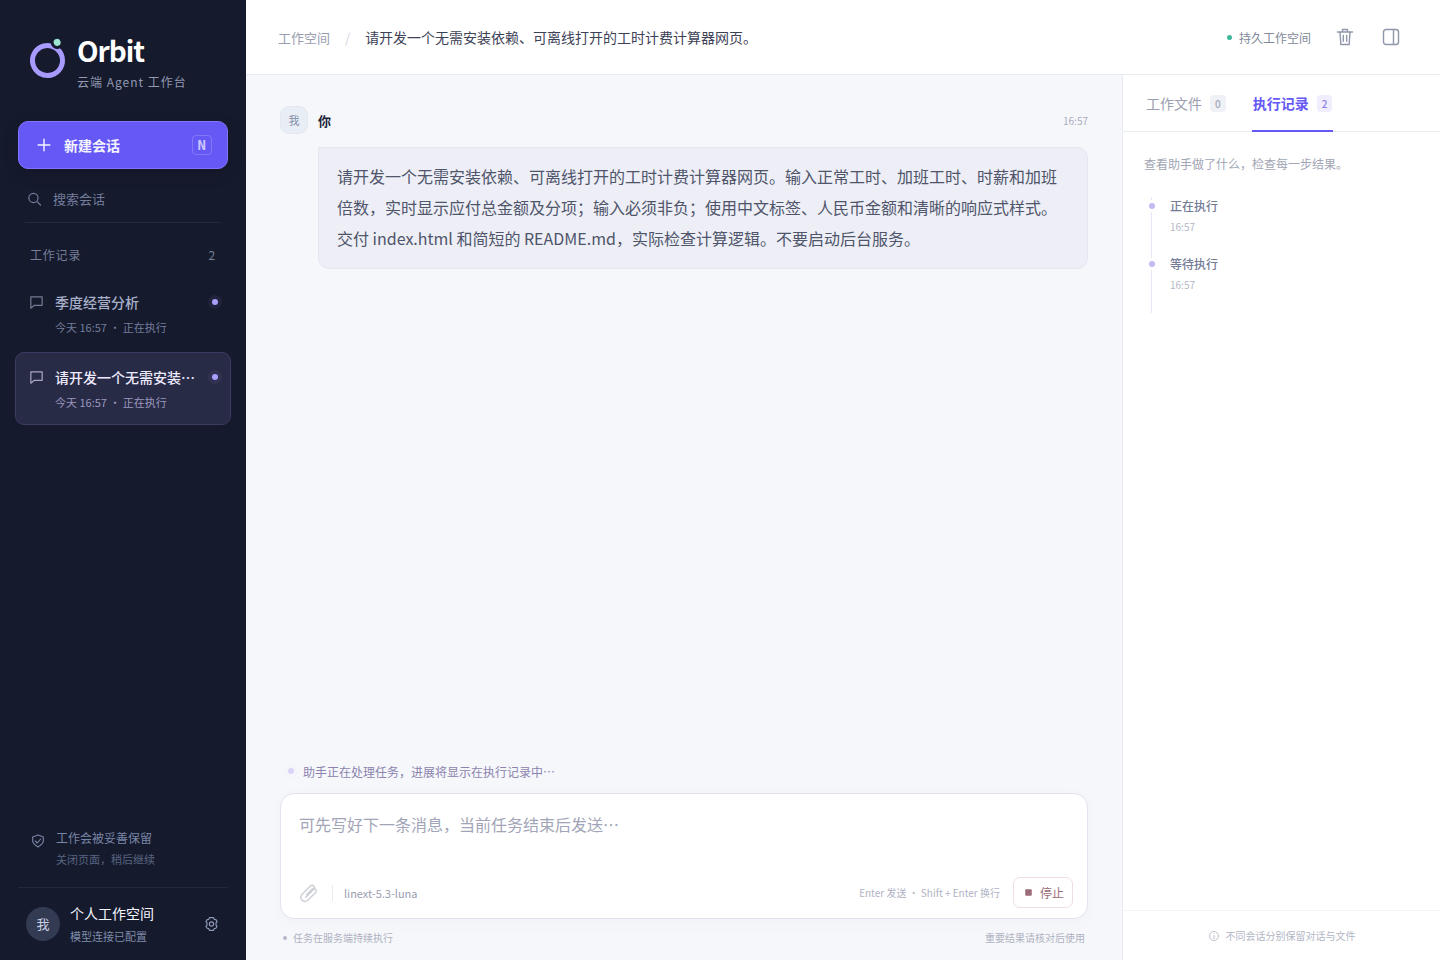 Orbit
云端 Agent 工作台
新建会话 N
搜索会话
工作记录 2
季度经营分析
今天 16:57 · 正在执行
请开发一个无需安装…
今天 16:57 · 正在执行
工作会被妥善保留
关闭页面，稍后继续
我 个人工作空间
模型连接已配置
工作空间 / 请开发一个无需安装依赖、可离线打开的工时计费计算器网页。
持久工作空间
我 你 16:57
请开发一个无需安装依赖、可离线打开的工时计费计算器网页。输入正常工时、加班工时、时薪和加班
倍数，实时显示应付总金额及分项；输入必须非负；使用中文标签、人民币金额和清晰的响应式样式。
交付 index.html 和简短的 README.md，实际检查计算逻辑。不要启动后台服务。
助手正在处理任务，进展将显示在执行记录中…
可先写好下一条消息，当前任务结束后发送…
linext-5.3-luna
Enter 发送 · Shift + Enter 换行
停止
任务在服务端持续执行
重要结果请核对后使用
工作文件 0 执行记录 2
查看助手做了什么，检查每一步结果。
正在执行
16:57
等待执行
16:57
不同会话分别保留对话与文件